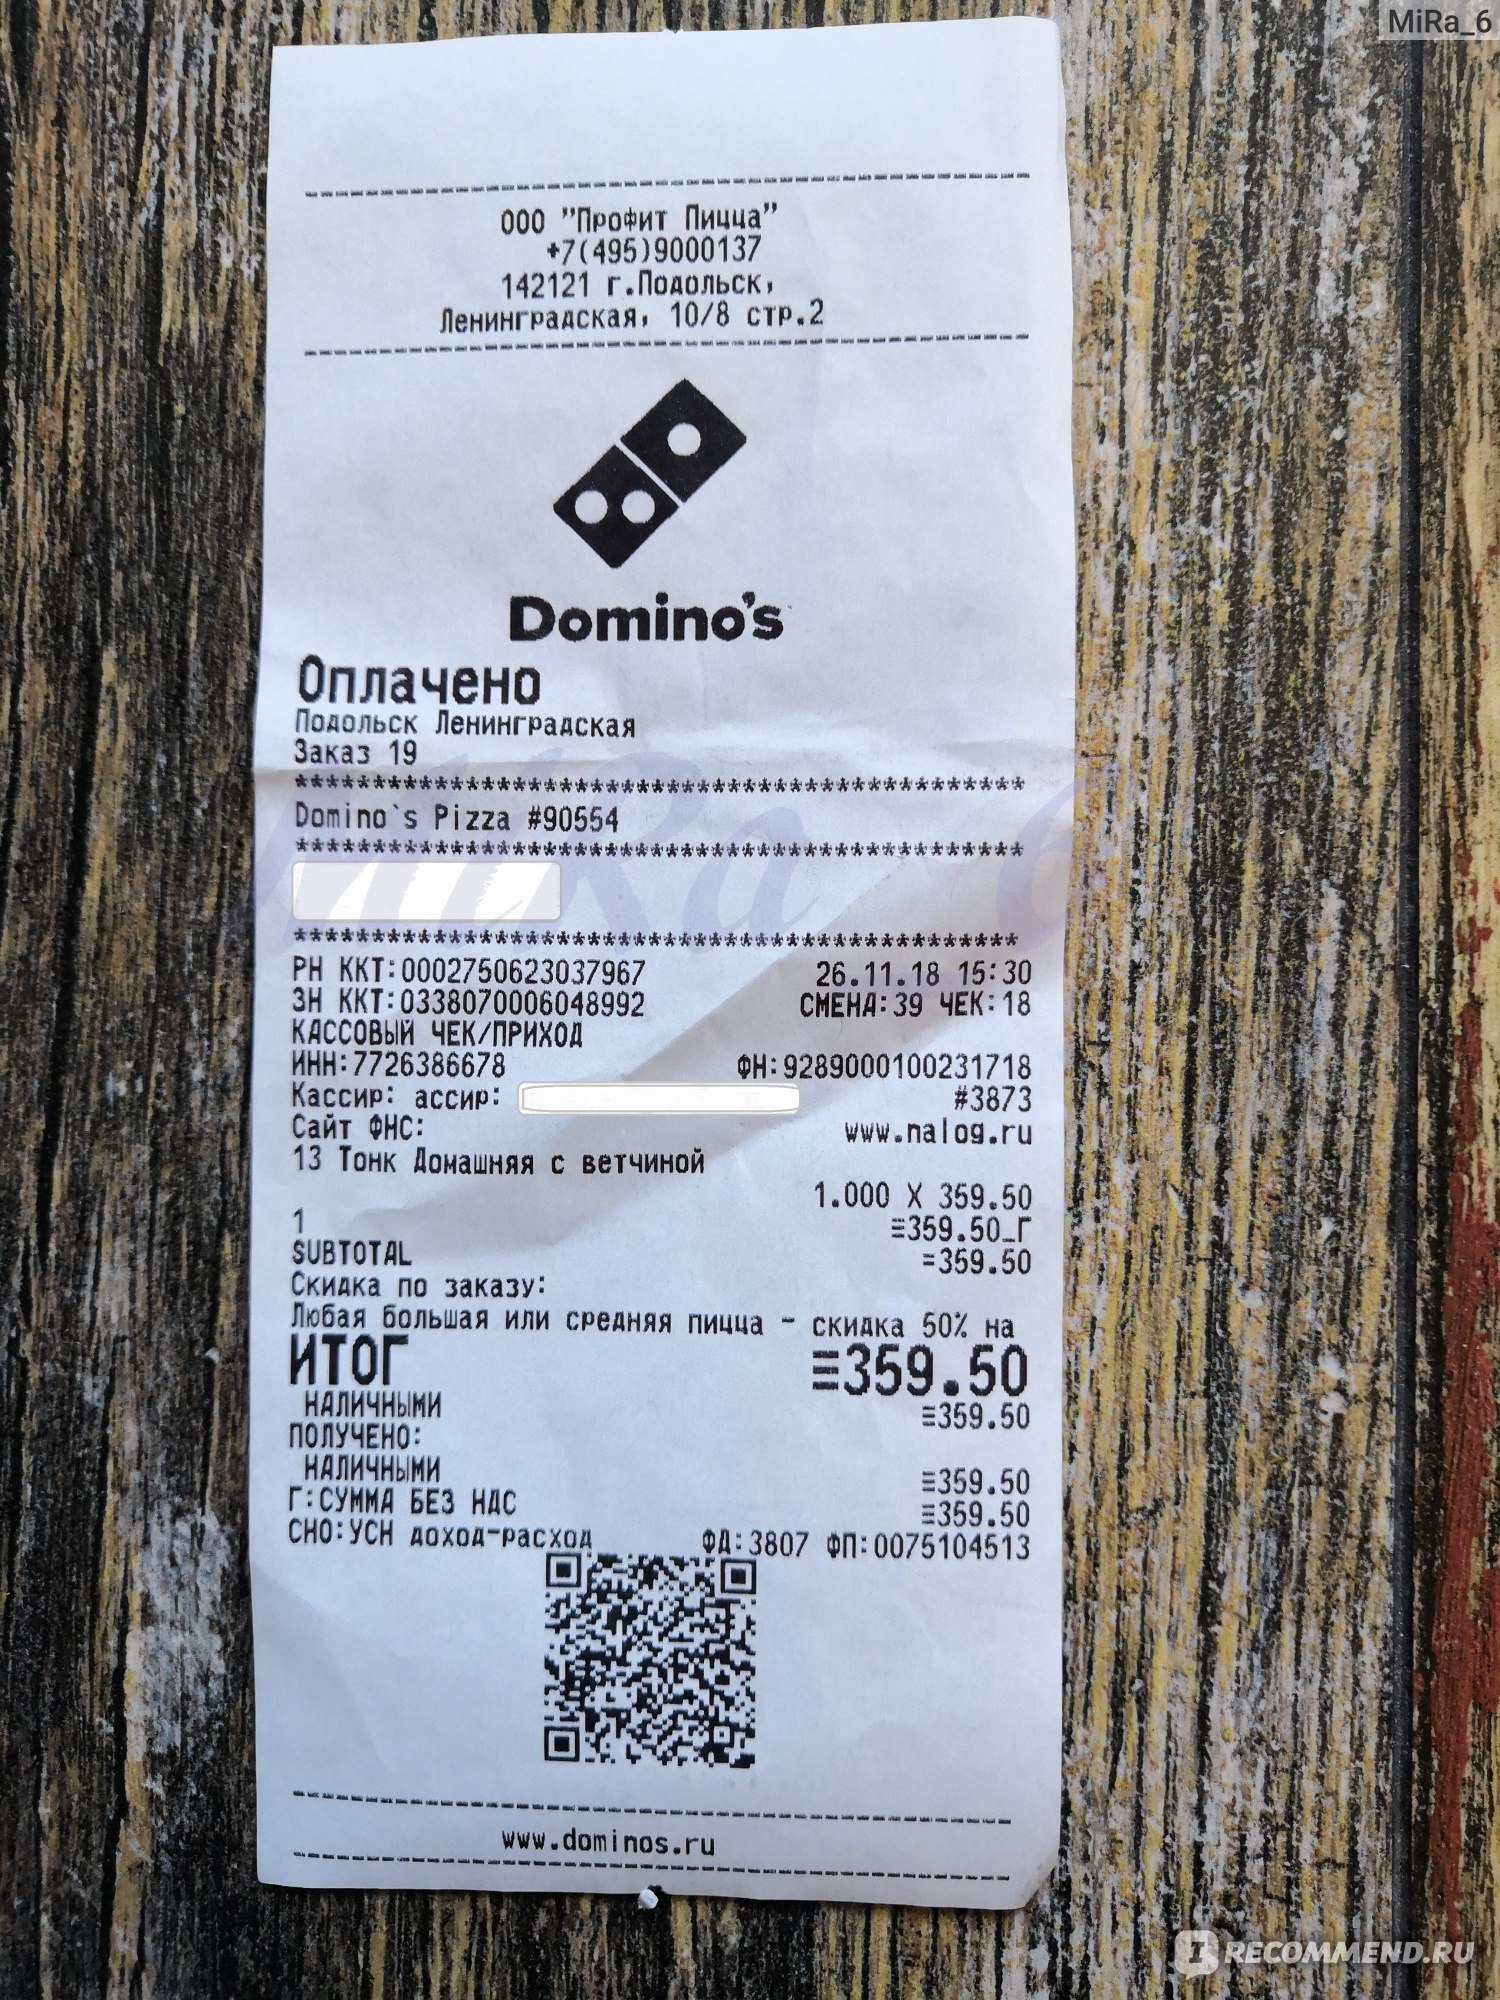 MiRa_6
ООО "Профит Пицца"
+7(495)9000137
142121 г.Подольск,
Ленинградская, 10/8 стр.2
Domino's
Оплачено
Подольск Ленинградская
Заказ 19
************************************************
Domino`s Pizza #90554
************************************************
MiRa_6
************************************************
РН ККТ:0002750623037967 26.11.18 15:30
ЗН ККТ:0338070006048992 СМЕНА:39 ЧЕК:18
КАССОВЫЙ ЧЕК/ПРИХОД
ИНН:7726386678 ФН:9289000100231718
Кассир: ассир: #3873
Сайт ФНС: www.nalog.ru
13 Тонк Домашняя с ветчиной
1.000 X 359.50
1 ≡359.50_Г
SUBTOTAL =359.50
Скидка по заказу:
Любая большая или средняя пицца - скидка 50% на
ИТОГ ≡359.50
НАЛИЧНЫМИ ≡359.50
ПОЛУЧЕНО:
НАЛИЧНЫМИ ≡359.50
Г:СУММА БЕЗ НДС ≡359.50
СНО:УСН доход-расход ФД:3807 ФП:0075104513
www.dominos.ru
IRECOMMEND.RU